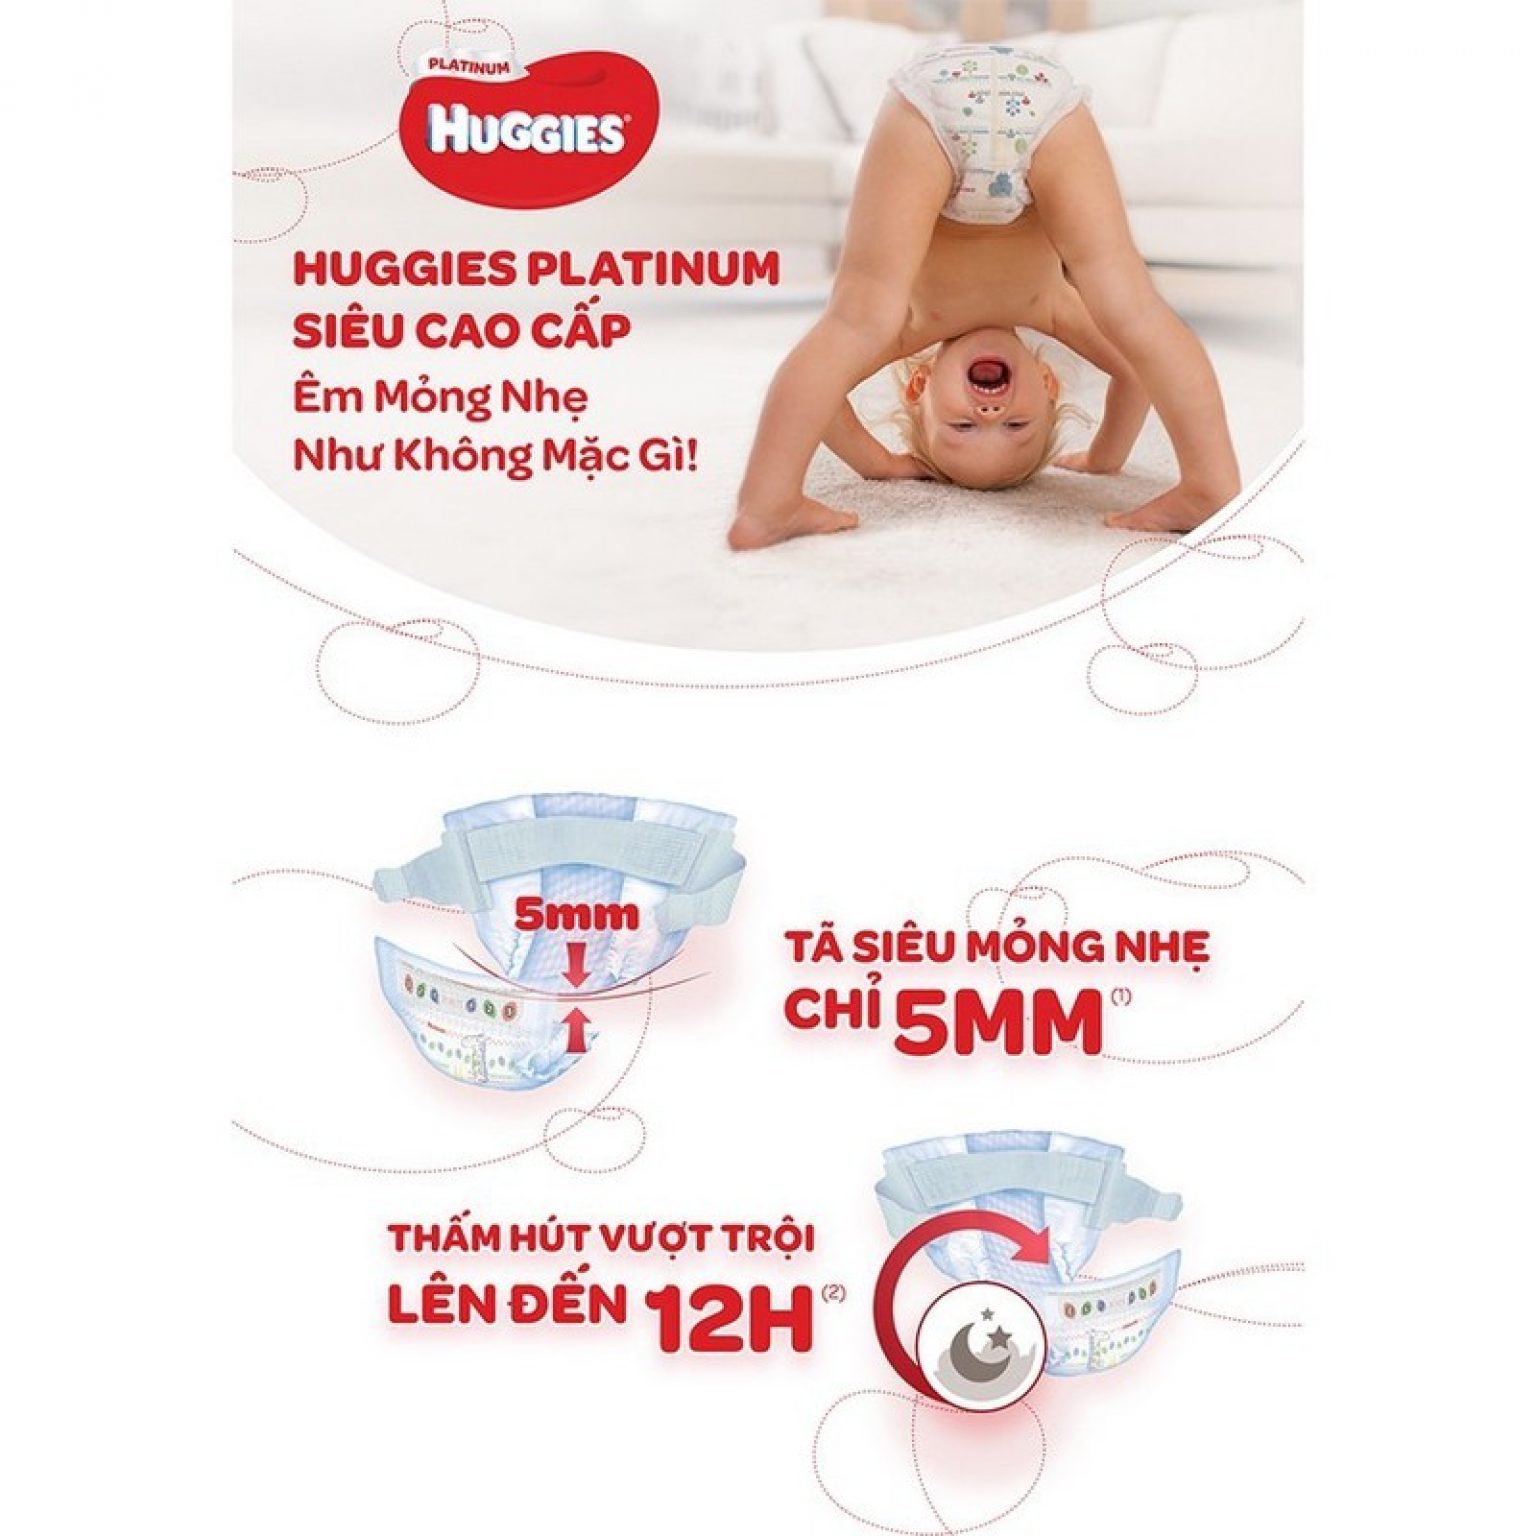 PLATINUM
HUGGIES®
HUGGIES PLATINUM
SIÊU CAO CẤP
Êm Mỏng Nhẹ
Như Không Mặc Gì!
5mm
TÃ SIÊU MỎNG NHẸ
CHỈ 5MM (1)
THẤM HÚT VƯỢT TRỘI
LÊN ĐẾN 12H (2)